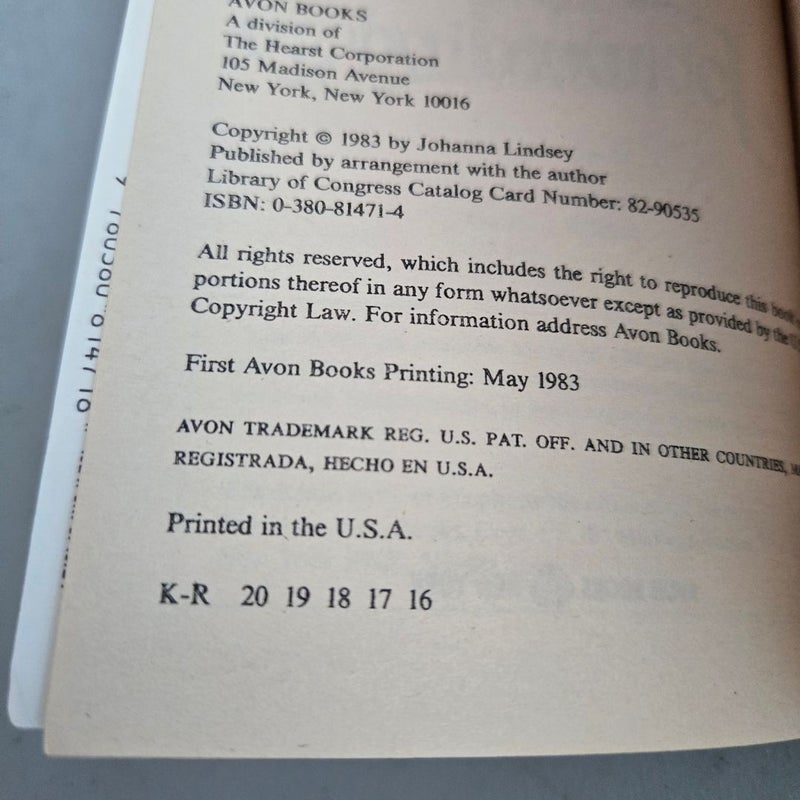 AVON BOOKS
A division of
The Hearst Corporation
105 Madison Avenue
New York, New York 10016
Copyright © 1983 by Johanna Lindsey
Published by arrangement with the author
Library of Congress Catalog Card Number: 82-90535
ISBN: 0-380-81471-4
All rights reserved, which includes the right to reproduce this book
portions thereof in any form whatsoever except as provided by the
Copyright Law. For information address Avon Books.
First Avon Books Printing: May 1983
AVON TRADEMARK REG. U.S. PAT. OFF. AND IN OTHER COUNTRIES,
REGISTRADA, HECHO EN U.S.A.
Printed in the U.S.A.
K-R 20 19 18 17 16